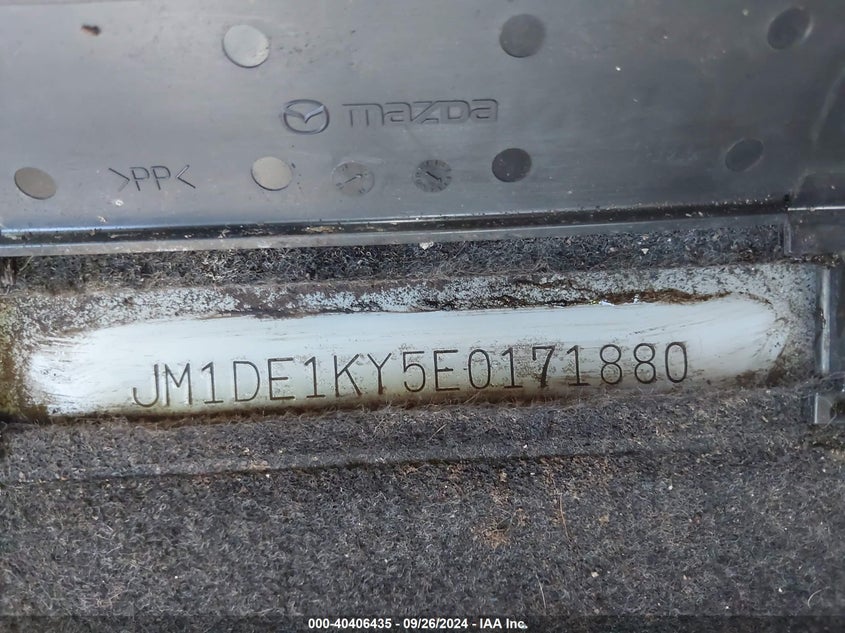 mazda
>PP<
JM1DE1KY5E0171880
000-40406435 - 09/26/2024 - IAA Inc.